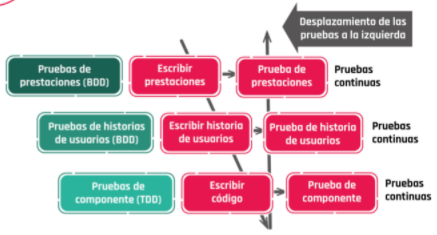 Desplazamiento de las
pruebas a la izquierda
Pruebas de
prestaciones (BDD)
Escribir
prestaciones
Prueba de
prestaciones
Pruebas
continuas
Pruebas de historias
de usuarios (BDD)
Escribir historia
de usuarios
Prueba de historia
de usuarios
Pruebas
continuas
Pruebas de
componente (TDD)
Escribir
código
Prueba de
componente
Pruebas
continuas